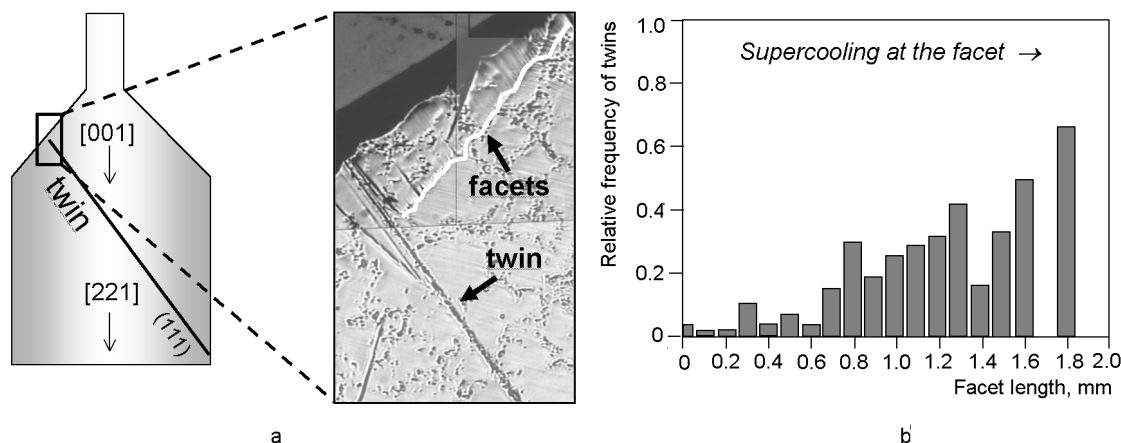 [001]
twin
[221]
(111)
facets
twin
a
Relative frequency of twins
1.0
0.8
0.6
0.4
0.2
0
Supercooling at the facet →
0 0.2 0.4 0.6 0.8 1.0 1.2 1.4 1.6 1.8 2.0
Facet length, mm
b